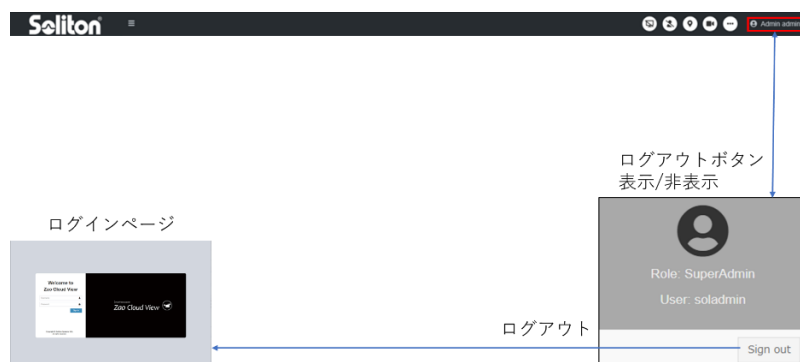 Soliton
Admin admin
ログアウトボタン
表示/非表示
ログインページ
Role: SuperAdmin
User: soladmin
Welcome to
Zao Cloud View
Zao Cloud View
ログアウト
Sign out